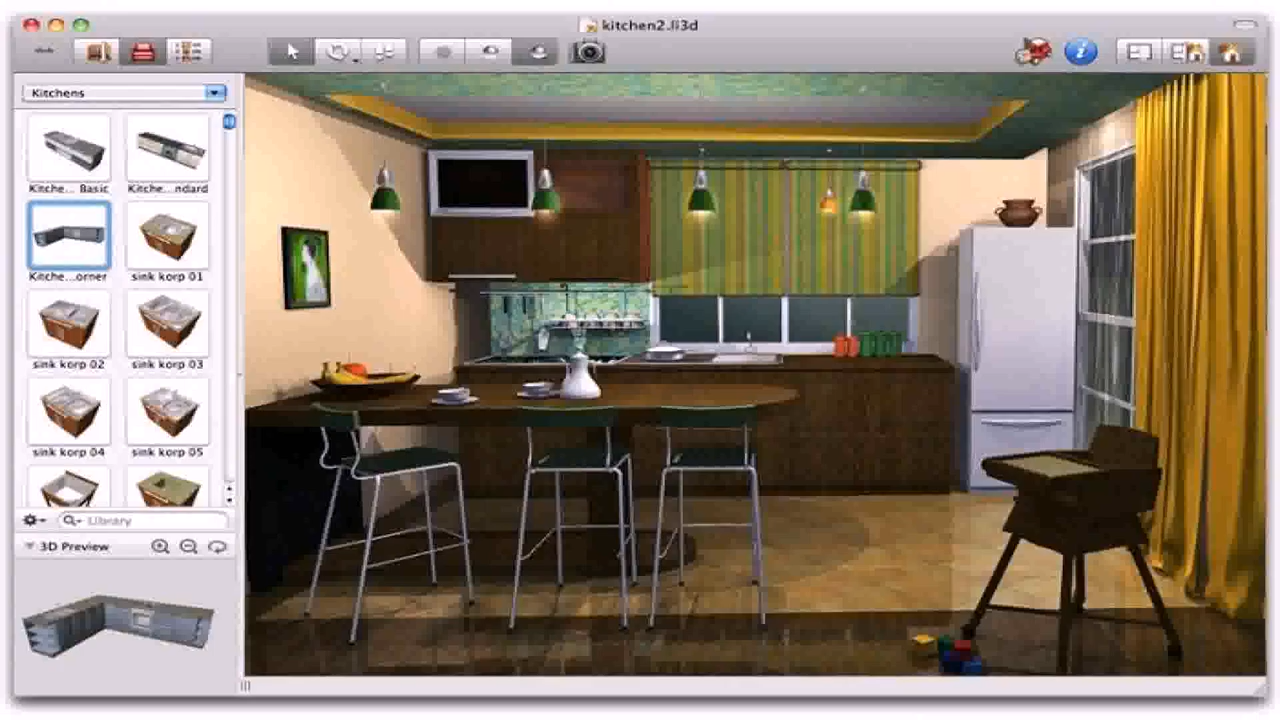 kitchen2.li3d
Kitchens
Kitche... Basic
Kitche...ndard
Kitche...orner
sink korp 01
sink korp 02
sink korp 03
sink korp 04
sink korp 05
Library
3D Preview